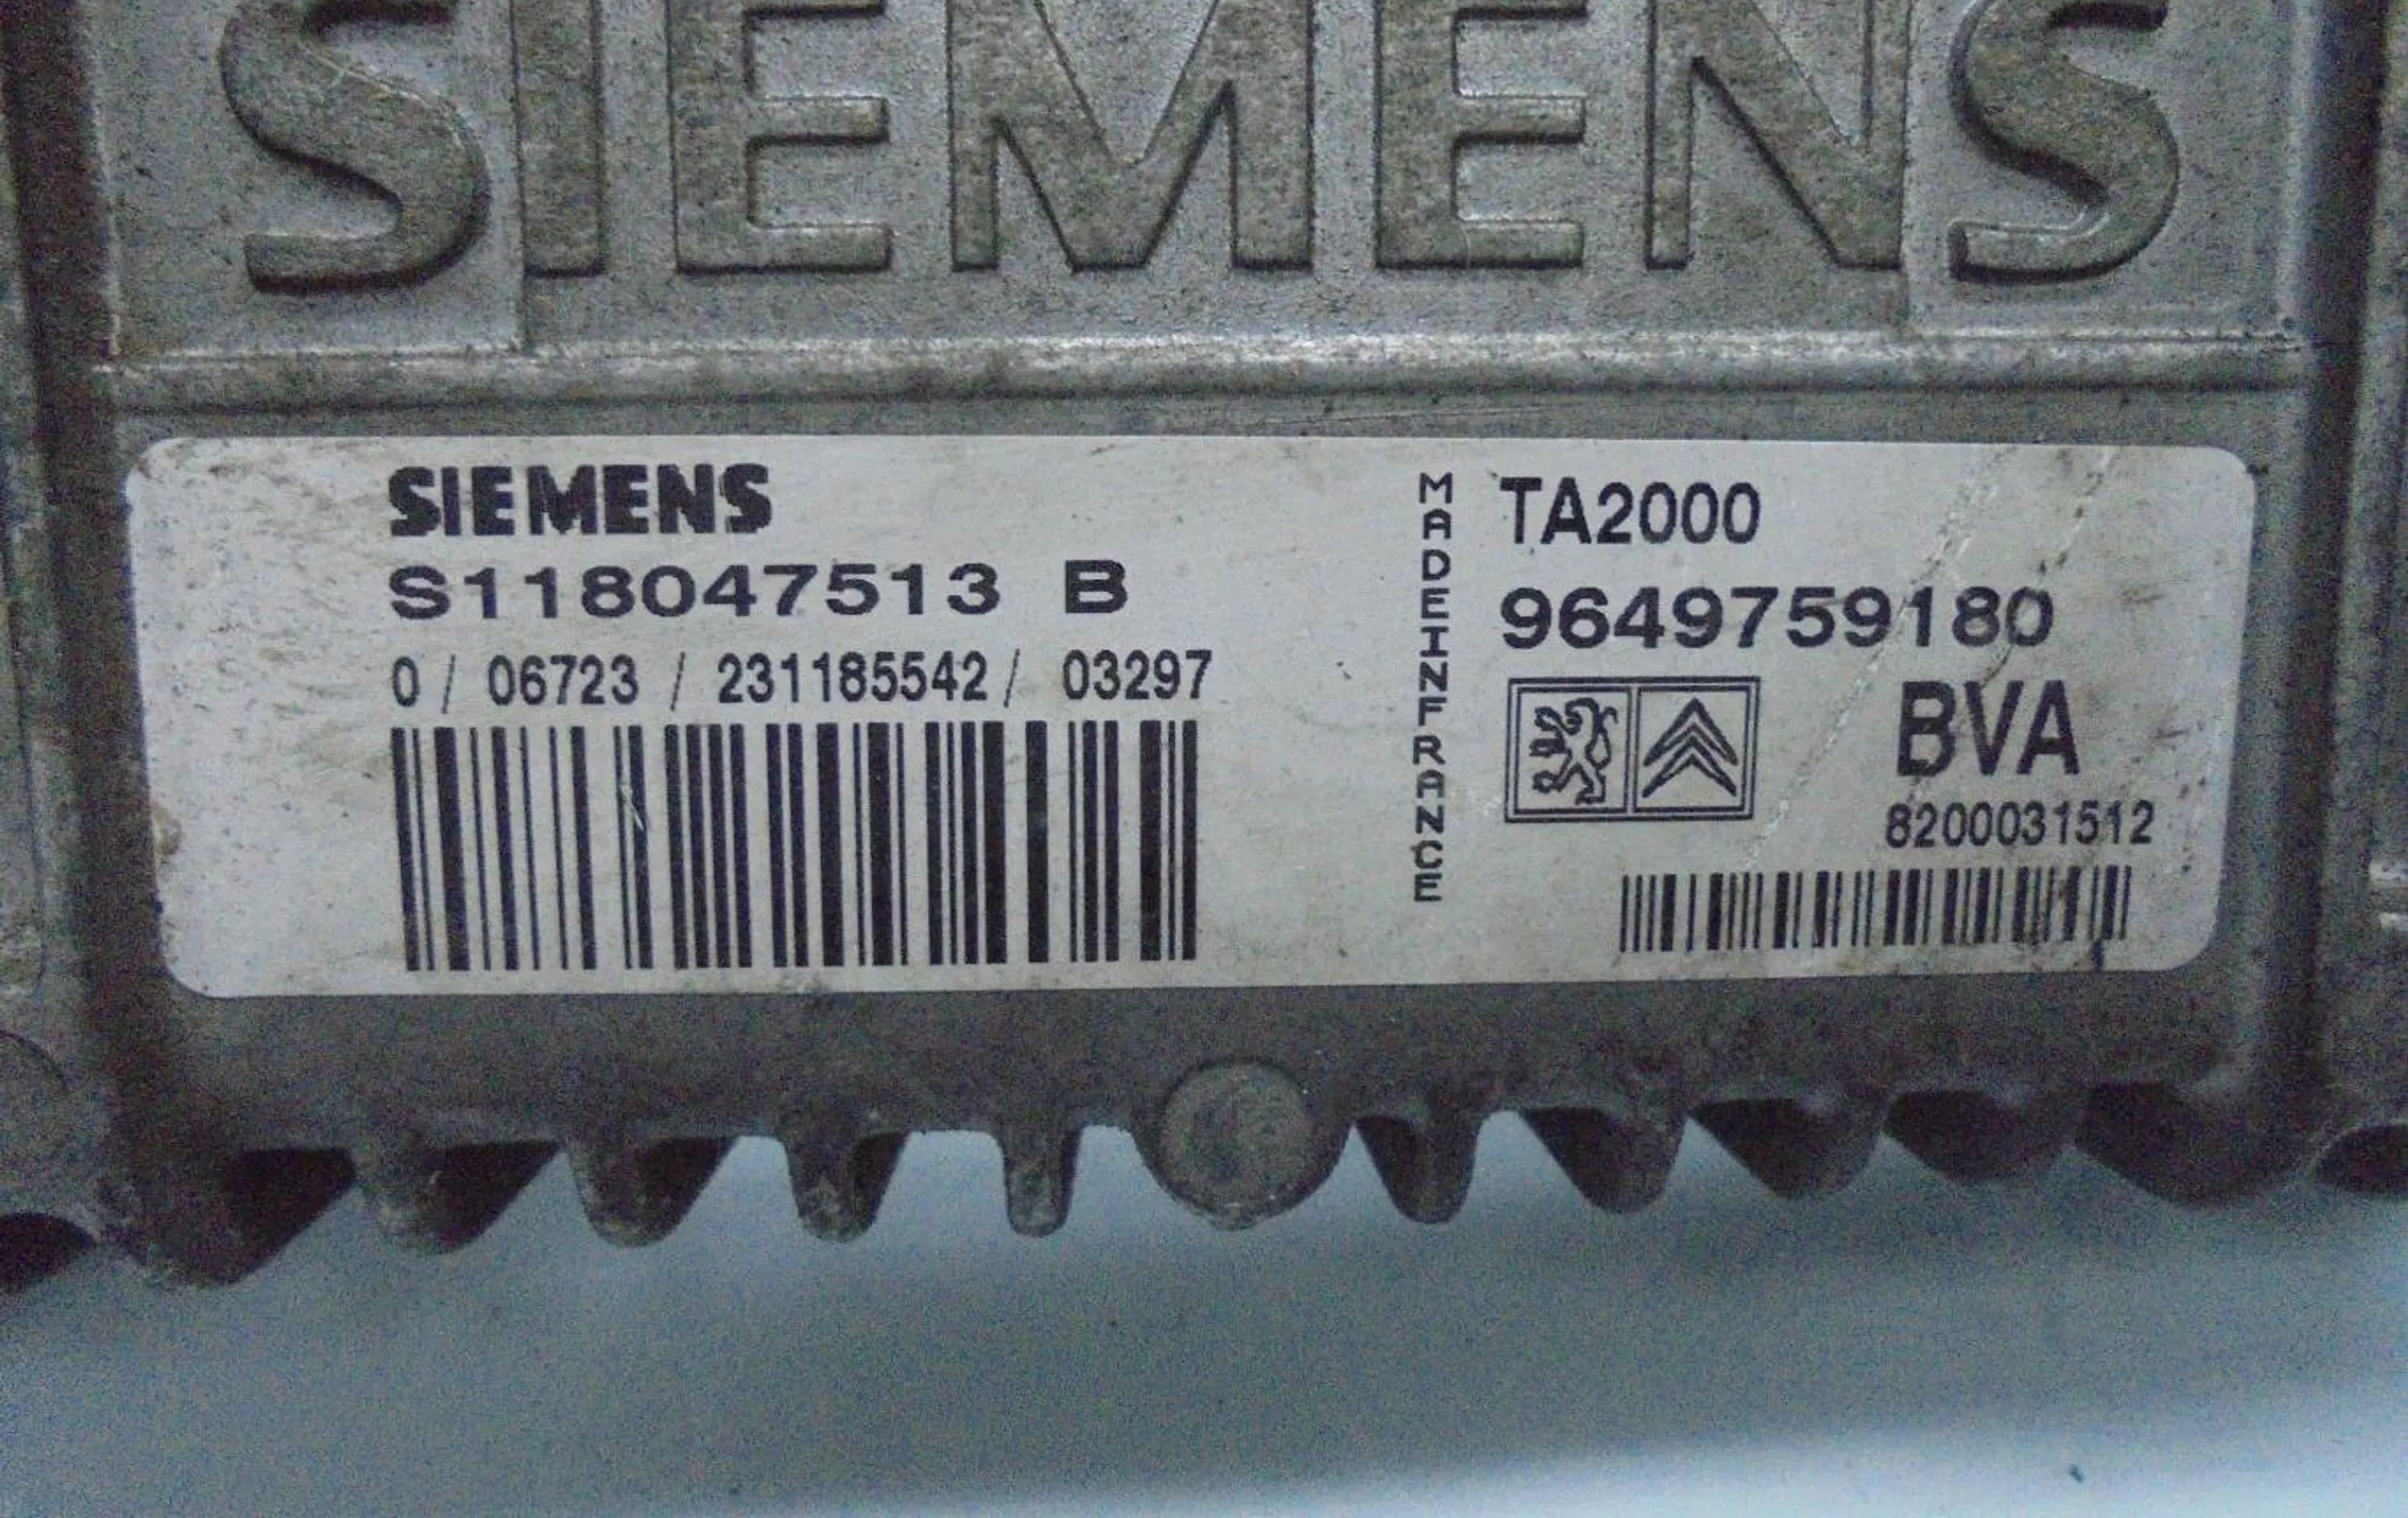 SIEMENS
SIEMENS
S118047513 B
0 / 06723 / 231185542 / 03297
MADEINFRANCE
TA2000
9649759180
BVA
8200031512